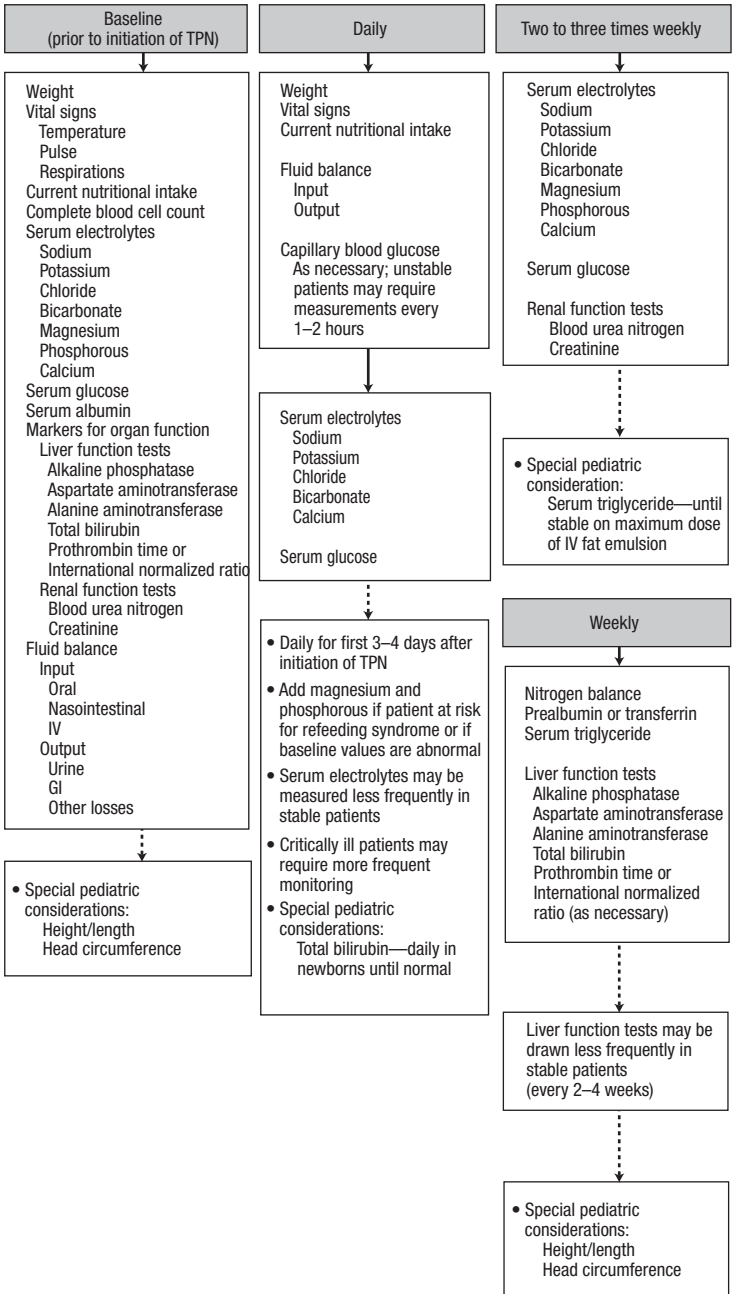 Baseline
(prior to initiation of TPN)
Weight
Vital signs
Temperature
Pulse
Respirations
Current nutritional intake
Complete blood cell count
Serum electrolytes
Sodium
Potassium
Chloride
Bicarbonate
Magnesium
Phosphorous
Calcium
Serum glucose
Serum albumin
Markers for organ function
Liver function tests
Alkaline phosphatase
Aspartate aminotransferase
Alanine aminotransferase
Total bilirubin
Prothrombin time or
International normalized ratio
Renal function tests
Blood urea nitrogen
Creatinine
Fluid balance
Input
Oral
Nasointestinal
IV
Output
Urine
GI
Other losses
• Special pediatric
considerations:
Height/length
Head circumference
Daily
Weight
Vital signs
Current nutritional intake
Fluid balance
Input
Output
Capillary blood glucose
As necessary; unstable
patients may require
measurements every
1–2 hours
Serum electrolytes
Sodium
Potassium
Chloride
Bicarbonate
Calcium
Serum glucose
• Daily for first 3–4 days after
initiation of TPN
• Add magnesium and
phosphorous if patient at risk
for refeeding syndrome or if
baseline values are abnormal
• Serum electrolytes may be
measured less frequently in
stable patients
• Critically ill patients may
require more frequent
monitoring
• Special pediatric
considerations:
Total bilirubin—daily in
newborns until normal
Two to three times weekly
Serum electrolytes
Sodium
Potassium
Chloride
Bicarbonate
Magnesium
Phosphorous
Calcium
Serum glucose
Renal function tests
Blood urea nitrogen
Creatinine
• Special pediatric
consideration:
Serum triglyceride—until
stable on maximum dose
of IV fat emulsion
Weekly
Nitrogen balance
Prealbumin or transferrin
Serum triglyceride
Liver function tests
Alkaline phosphatase
Aspartate aminotransferase
Alanine aminotransferase
Total bilirubin
Prothrombin time or
International normalized
ratio (as necessary)
Liver function tests may be
drawn less frequently in
stable patients
(every 2–4 weeks)
• Special pediatric
considerations:
Height/length
Head circumference